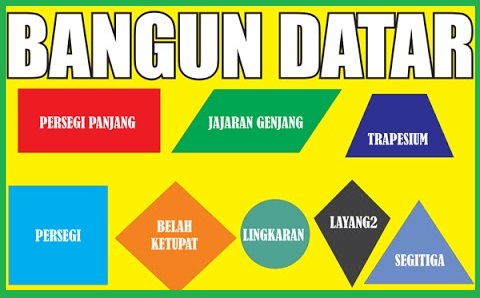 BANGUN DATAR
PERSEGI PANJANG
JAJARAN GENJANG
TRAPESIUM
PERSEGI
BELAH
KETUPAT
LINGKARAN
LAYANG2
SEGITIGA